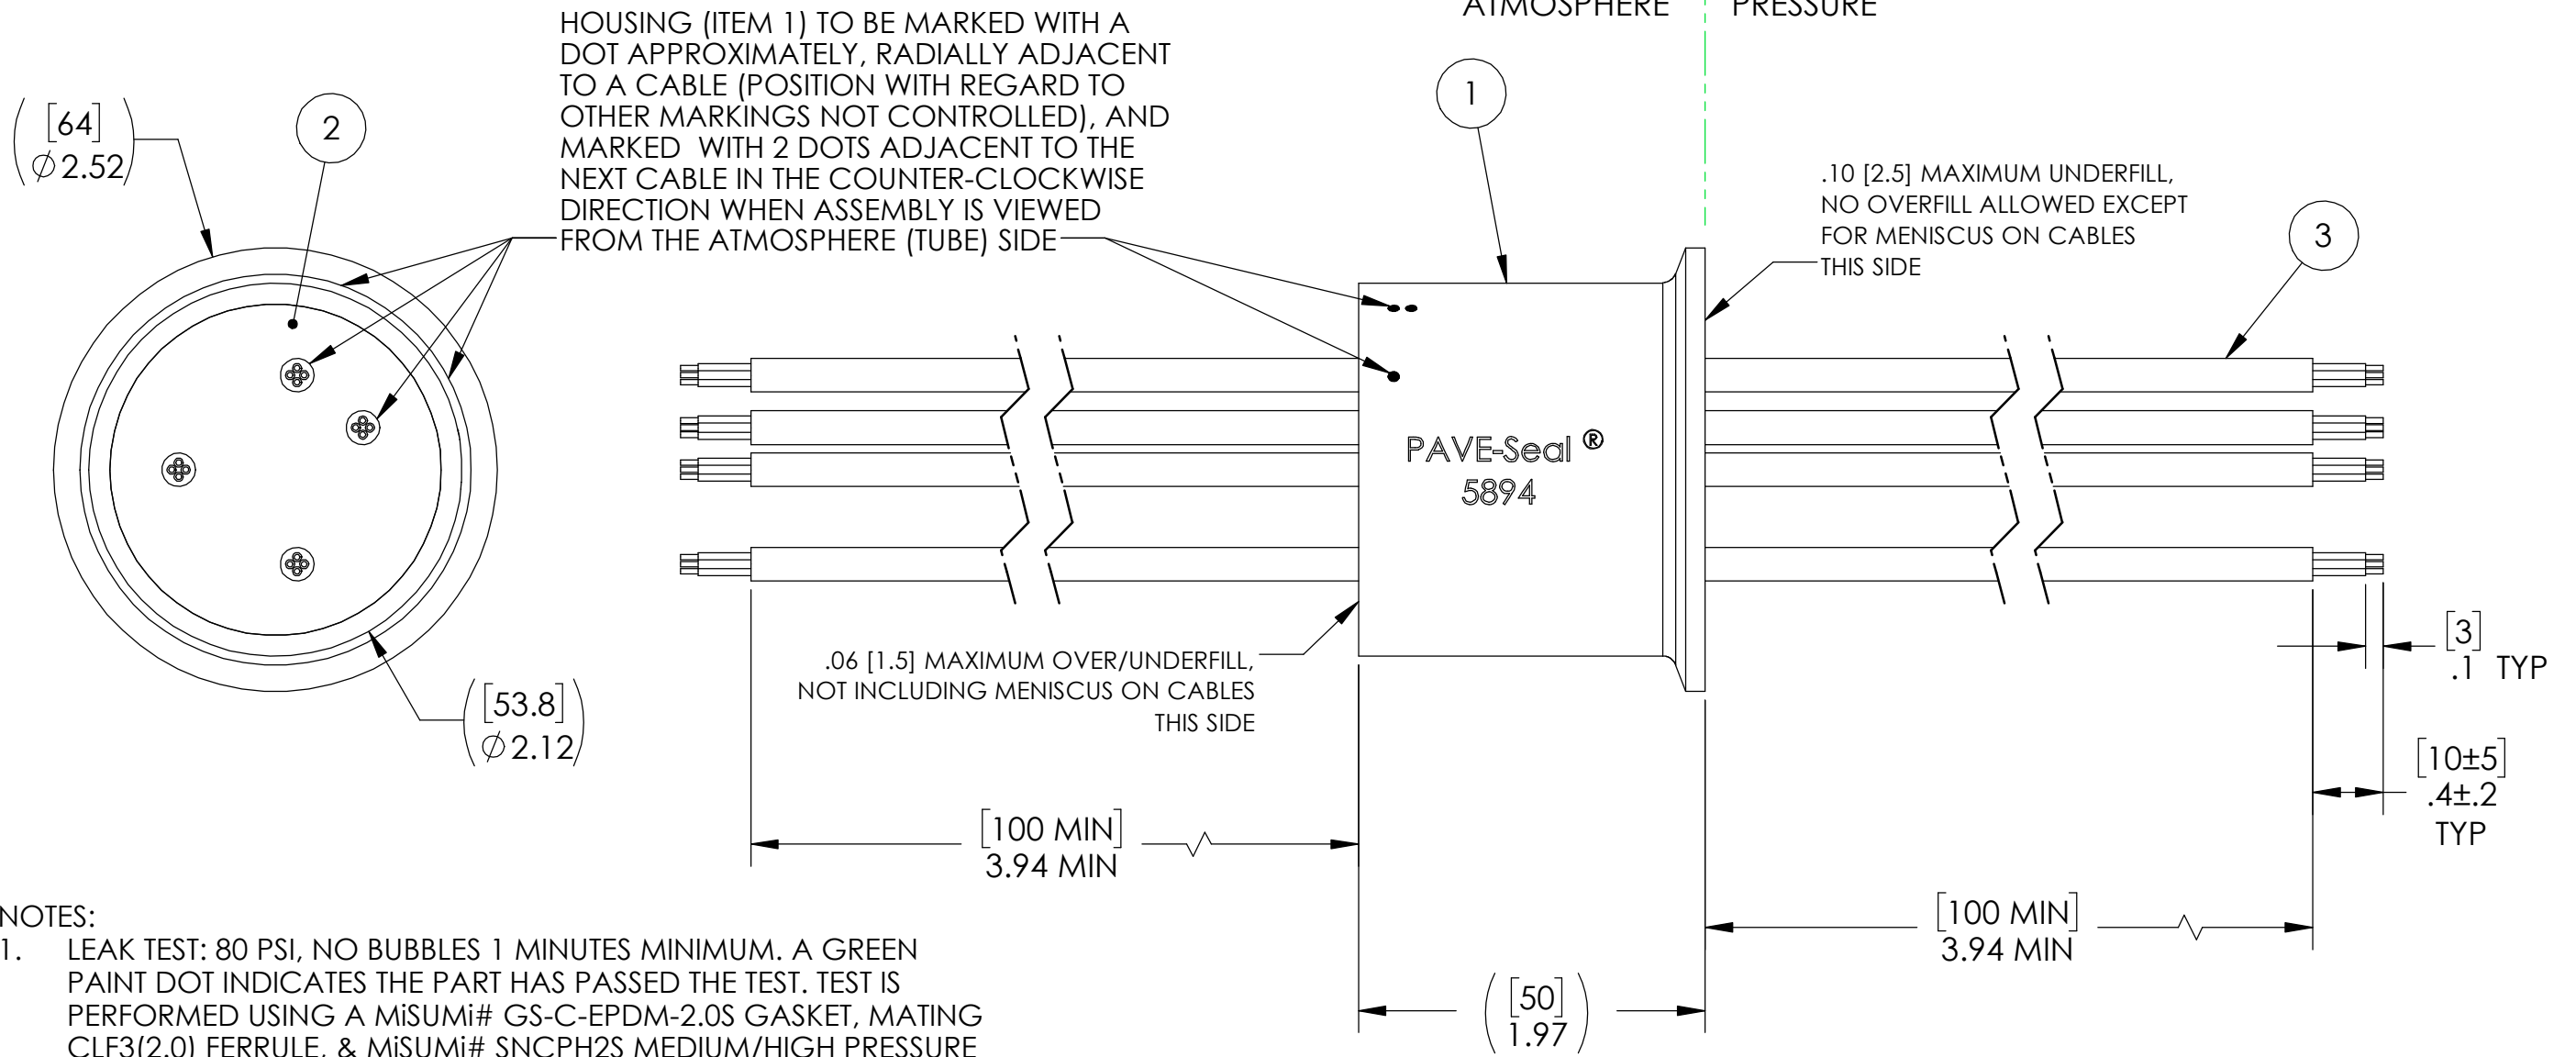 ATMOSPHERE PRESSURE
HOUSING (ITEM 1) TO BE MARKED WITH A
DOT APPROXIMATELY, RADIALLY ADJACENT
TO A CABLE (POSITION WITH REGARD TO
OTHER MARKINGS NOT CONTROLLED), AND
MARKED WITH 2 DOTS ADJACENT TO THE
NEXT CABLE IN THE COUNTER-CLOCKWISE
DIRECTION WHEN ASSEMBLY IS VIEWED
FROM THE ATMOSPHERE (TUBE) SIDE
([64]
∅2.52)
2
1
.10 [2.5] MAXIMUM UNDERFILL,
NO OVERFILL ALLOWED EXCEPT
FOR MENISCUS ON CABLES
THIS SIDE
3
PAVE-Seal ®
5894
.06 [1.5] MAXIMUM OVER/UNDERFILL,
NOT INCLUDING MENISCUS ON CABLES
THIS SIDE
([53.8]
∅2.12)
[3]
.1 TYP
[10±5]
.4±.2
TYP
[100 MIN]
3.94 MIN
[100 MIN]
3.94 MIN
([50]
1.97)
NOTES:
1. LEAK TEST: 80 PSI, NO BUBBLES 1 MINUTES MINIMUM. A GREEN
PAINT DOT INDICATES THE PART HAS PASSED THE TEST. TEST IS
PERFORMED USING A MiSUMi# GS-C-EPDM-2.0S GASKET, MATING
CLF3(2.0) FERRULE, & MiSUMi# SNCPH2S MEDIUM/HIGH PRESSURE